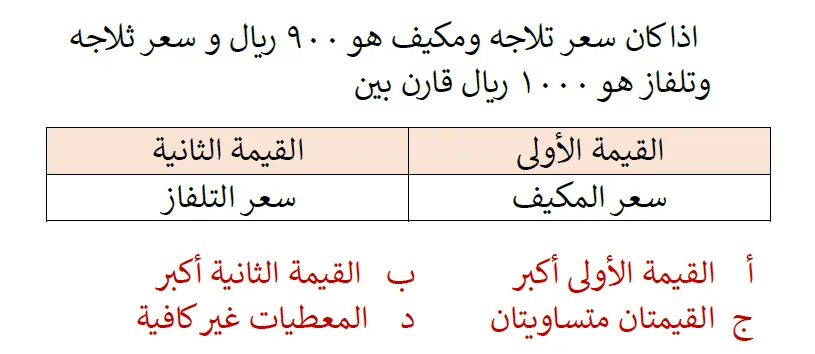 اذا كان سعر تلاجه ومكيف هو ٩٠٠ ريال و سعر ثلاجه
وتلفاز هو ١٠٠٠ ريال قارن بين
القيمة الأولى القيمة الثانية
سعر المكيف سعر التلفاز
أ القيمة الأولى أكبر ب القيمة الثانية أكبر
ج القيمتان متساويتان د المعطيات غير كافية